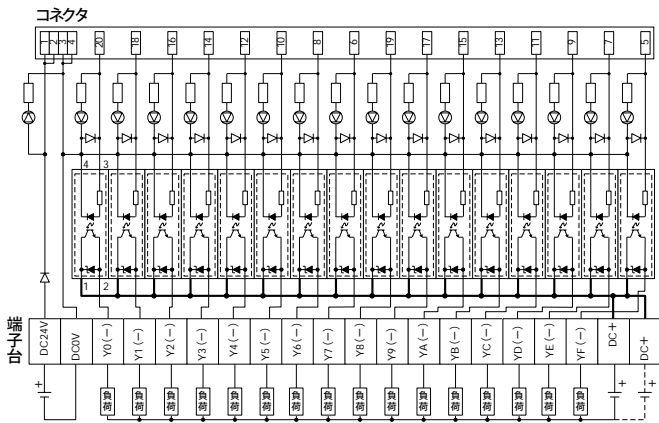 コネクタ
1 2 3 4 20 18 16 14 12 10 8 6 19 17 15 13 11 9 7 5
4 3
1 2
端子台
DC24V DC0V Y0(−) Y1(−) Y2(−) Y3(−) Y4(−) Y5(−) Y6(−) Y7(−) Y8(−) Y9(−) YA(−) YB(−) YC(−) YD(−) YE(−) YF(−) DC+ DC+
+ 負荷 負荷 負荷 負荷 負荷 負荷 負荷 負荷 負荷 負荷 負荷 負荷 負荷 負荷 負荷 負荷 + +